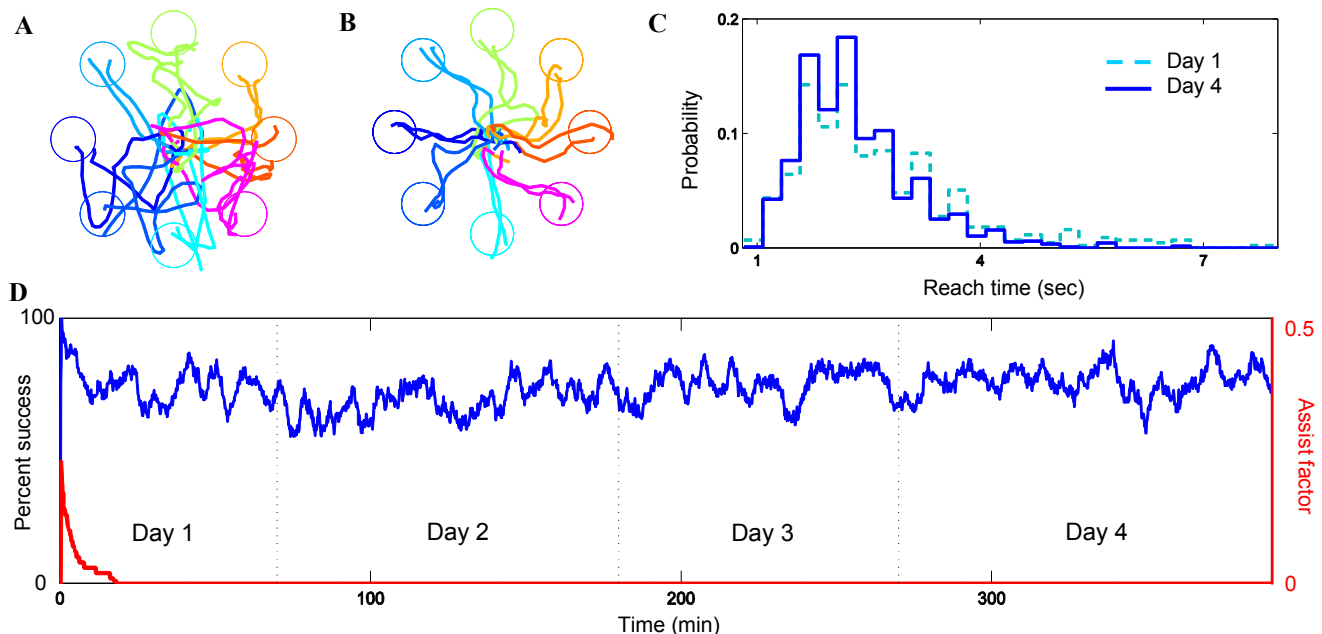 A
B
C
0.2
0.1
0
Probability
Day 1
Day 4
1
4
7
Reach time (sec)
D
100
0
Percent success
0.5
0
Assist factor
Day 1
Day 2
Day 3
Day 4
0
100
200
300
Time (min)